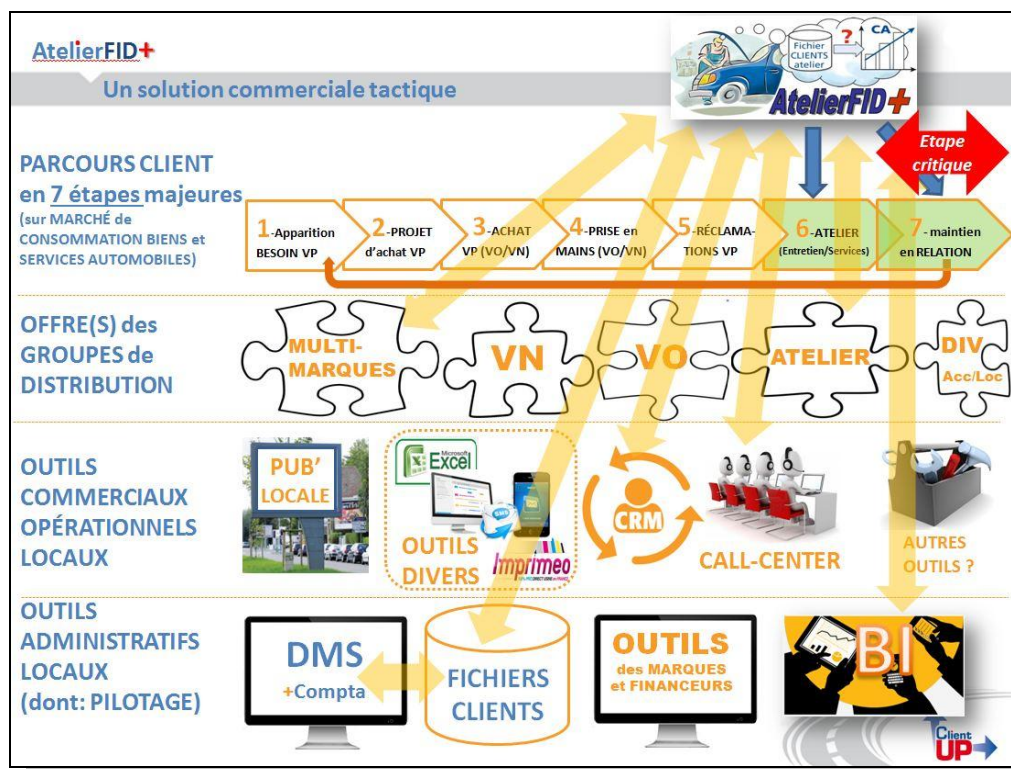 AtelierFID+
Un solution commerciale tactique
Fichier
CLIENTS
atelier
?
CA
AtelierFID+
Etape
critique
PARCOURS CLIENT
en 7 étapes majeures
(sur MARCHÉ de
CONSOMMATION BIENS et
SERVICES AUTOMOBILES)
1-Apparition
BESOIN VP
2-PROJET
d'achat VP
3-ACHAT
VP (VO/VN)
4-PRISE en
MAINS (VO/VN)
5-RÉCLAMA-
TIONS VP
6-ATELIER
(Entretien/Services)
7- maintien
en RELATION
OFFRE(S) des
GROUPES de
DISTRIBUTION
MULTI-
MARQUES
VN
VO
ATELIER
DIV
Acc/Loc
OUTILS
COMMERCIAUX
OPÉRATIONNELS
LOCAUX
PUB'
LOCALE
Microsoft
Excel
SMS
OUTILS
DIVERS
Imprimeo
CRM
CALL-CENTER
AUTRES
OUTILS ?
OUTILS
ADMINISTRATIFS
LOCAUX
(dont: PILOTAGE)
DMS
+Compta
FICHIERS
CLIENTS
OUTILS
des MARQUES
et FINANCEURS
BI
Client
UP